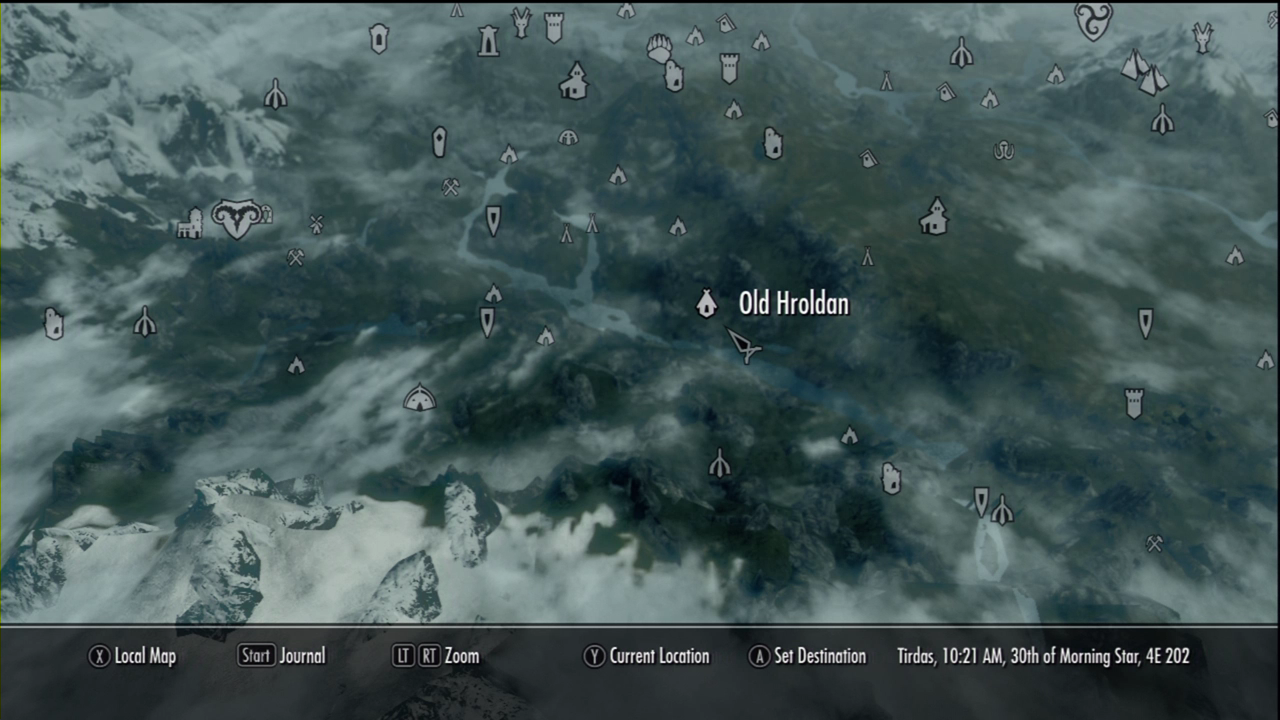 Old Hroldan
X Local Map
Start Journal
LT RT Zoom
Y Current Location
A Set Destination
Tirdas, 10:21 AM, 30th of Morning Star, 4E 202